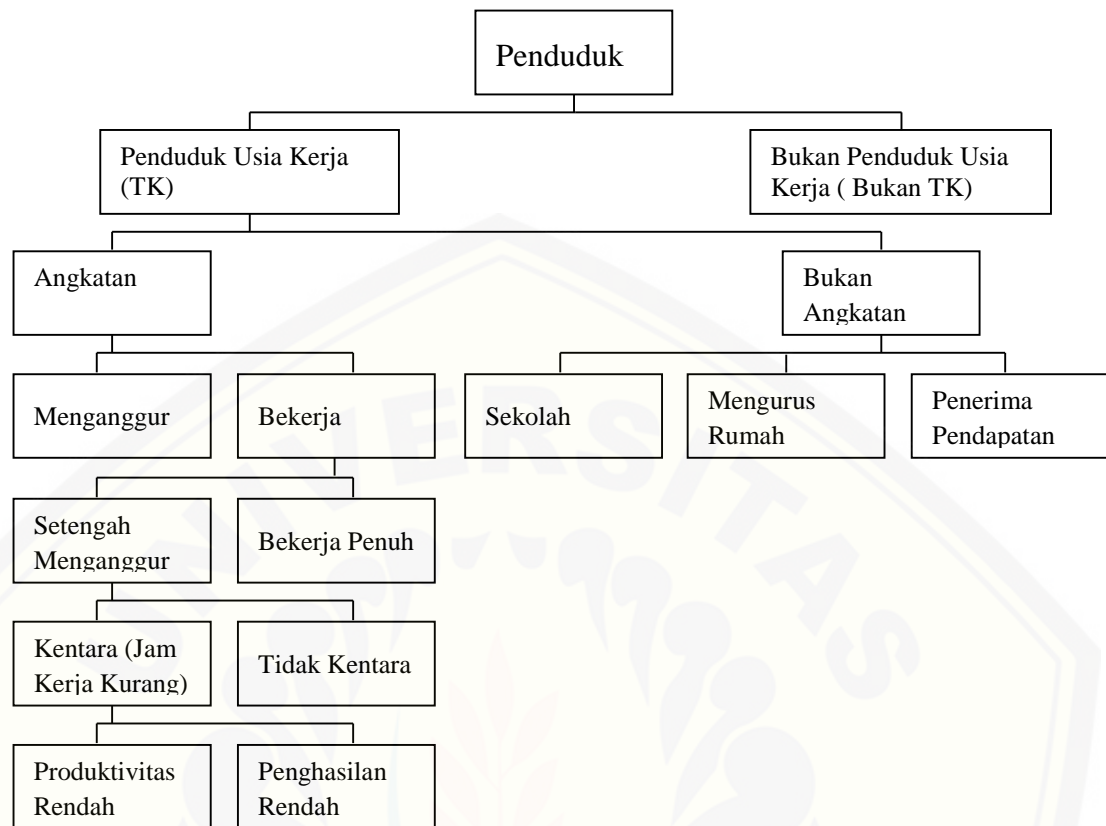 Penduduk
Penduduk Usia Kerja
(TK)
Bukan Penduduk Usia
Kerja ( Bukan TK)
Angkatan
Bukan
Angkatan
Menganggur
Bekerja
Sekolah
Mengurus
Rumah
Penerima
Pendapatan
Setengah
Menganggur
Bekerja Penuh
Kentara (Jam
Kerja Kurang)
Tidak Kentara
Produktivitas
Rendah
Penghasilan
Rendah
UNIVERSITAS